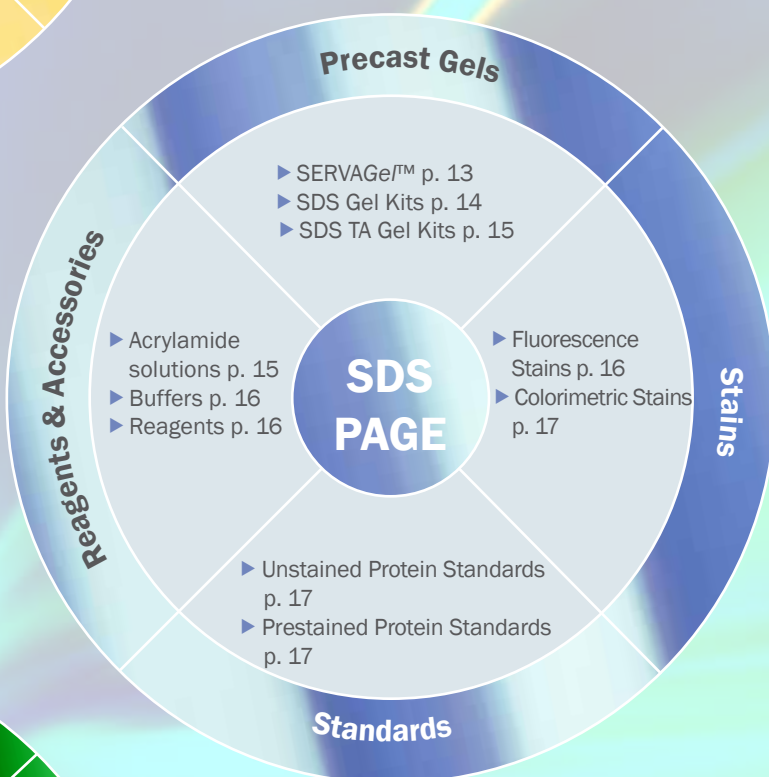 Precast Gels
▶ SERVAGel™ p. 13
▶ SDS Gel Kits p. 14
▶ SDS TA Gel Kits p. 15
Reagents & Accessories
▶ Acrylamide
solutions p. 15
▶ Buffers p. 16
▶ Reagents p. 16
SDS
PAGE
▶ Fluorescence
Stains p. 16
▶ Colorimetric Stains
p. 17
Stains
▶ Unstained Protein Standards
p. 17
▶ Prestained Protein Standards
p. 17
Standards